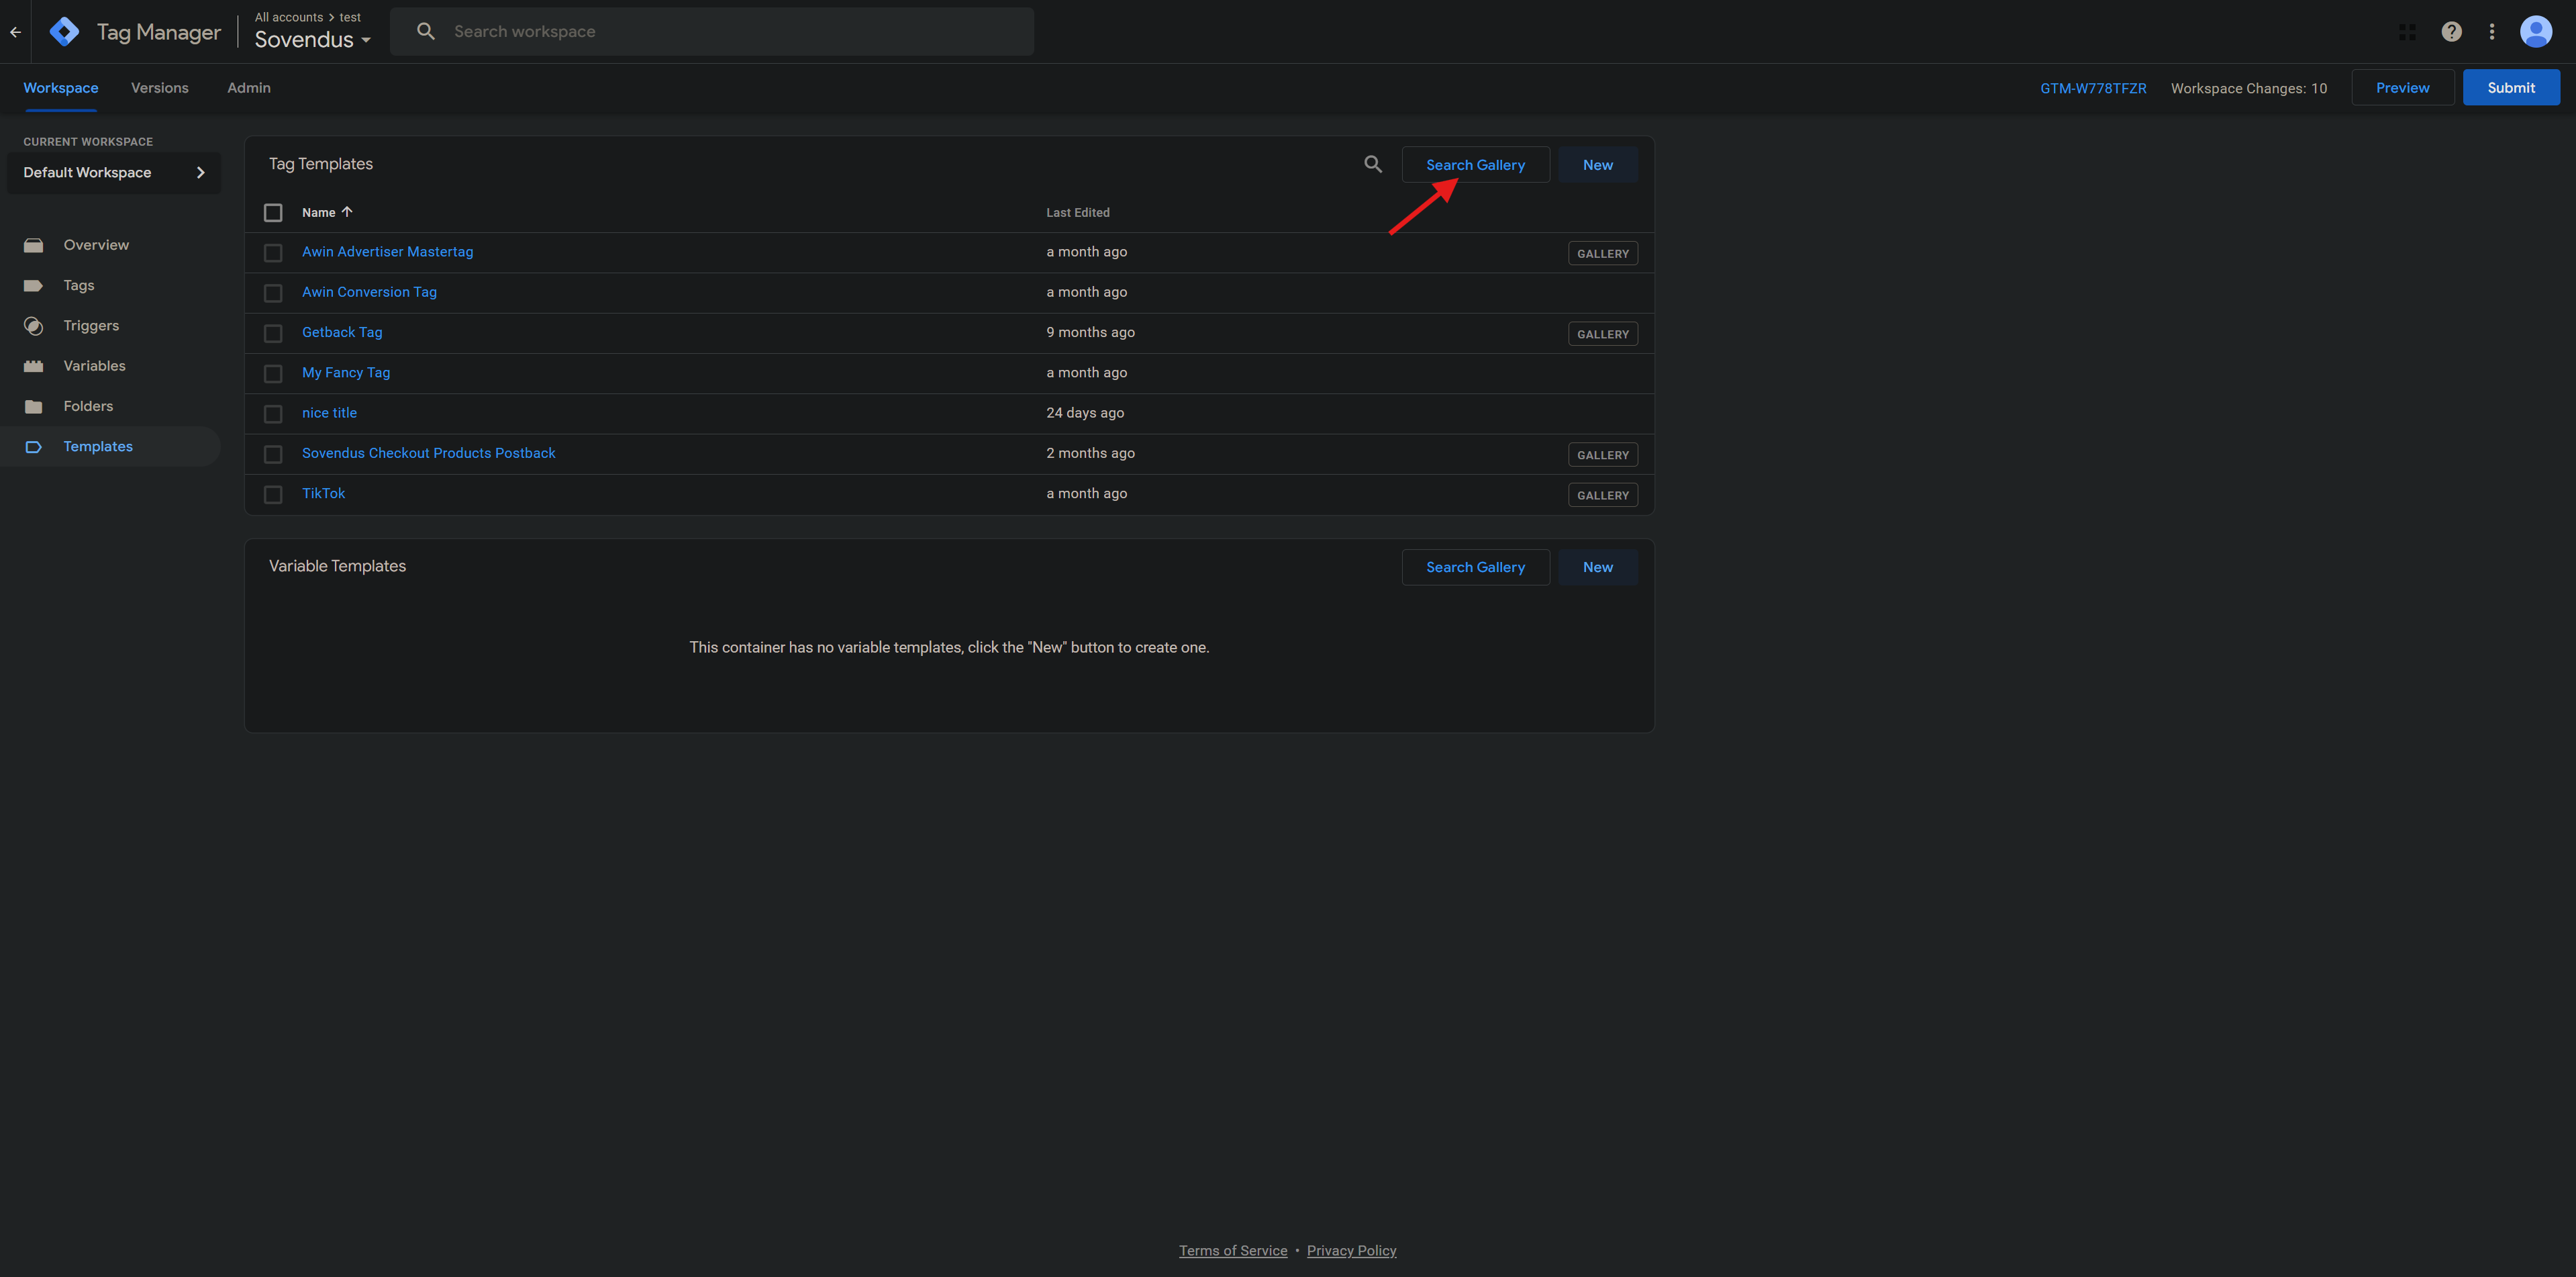 Tag Manager
All accounts > test
Sovendus
Search workspace
Workspace Versions Admin
GTM-W778TFZR Workspace Changes: 10 Preview Submit
CURRENT WORKSPACE
Default Workspace
Overview
Tags
Triggers
Variables
Folders
Templates
Tag Templates Search Gallery New
Name Last Edited
Awin Advertiser Mastertag a month ago GALLERY
Awin Conversion Tag a month ago
Getback Tag 9 months ago GALLERY
My Fancy Tag a month ago
nice title 24 days ago
Sovendus Checkout Products Postback 2 months ago GALLERY
TikTok a month ago GALLERY
Variable Templates Search Gallery New
This container has no variable templates, click the "New" button to create one.
Terms of Service • Privacy Policy